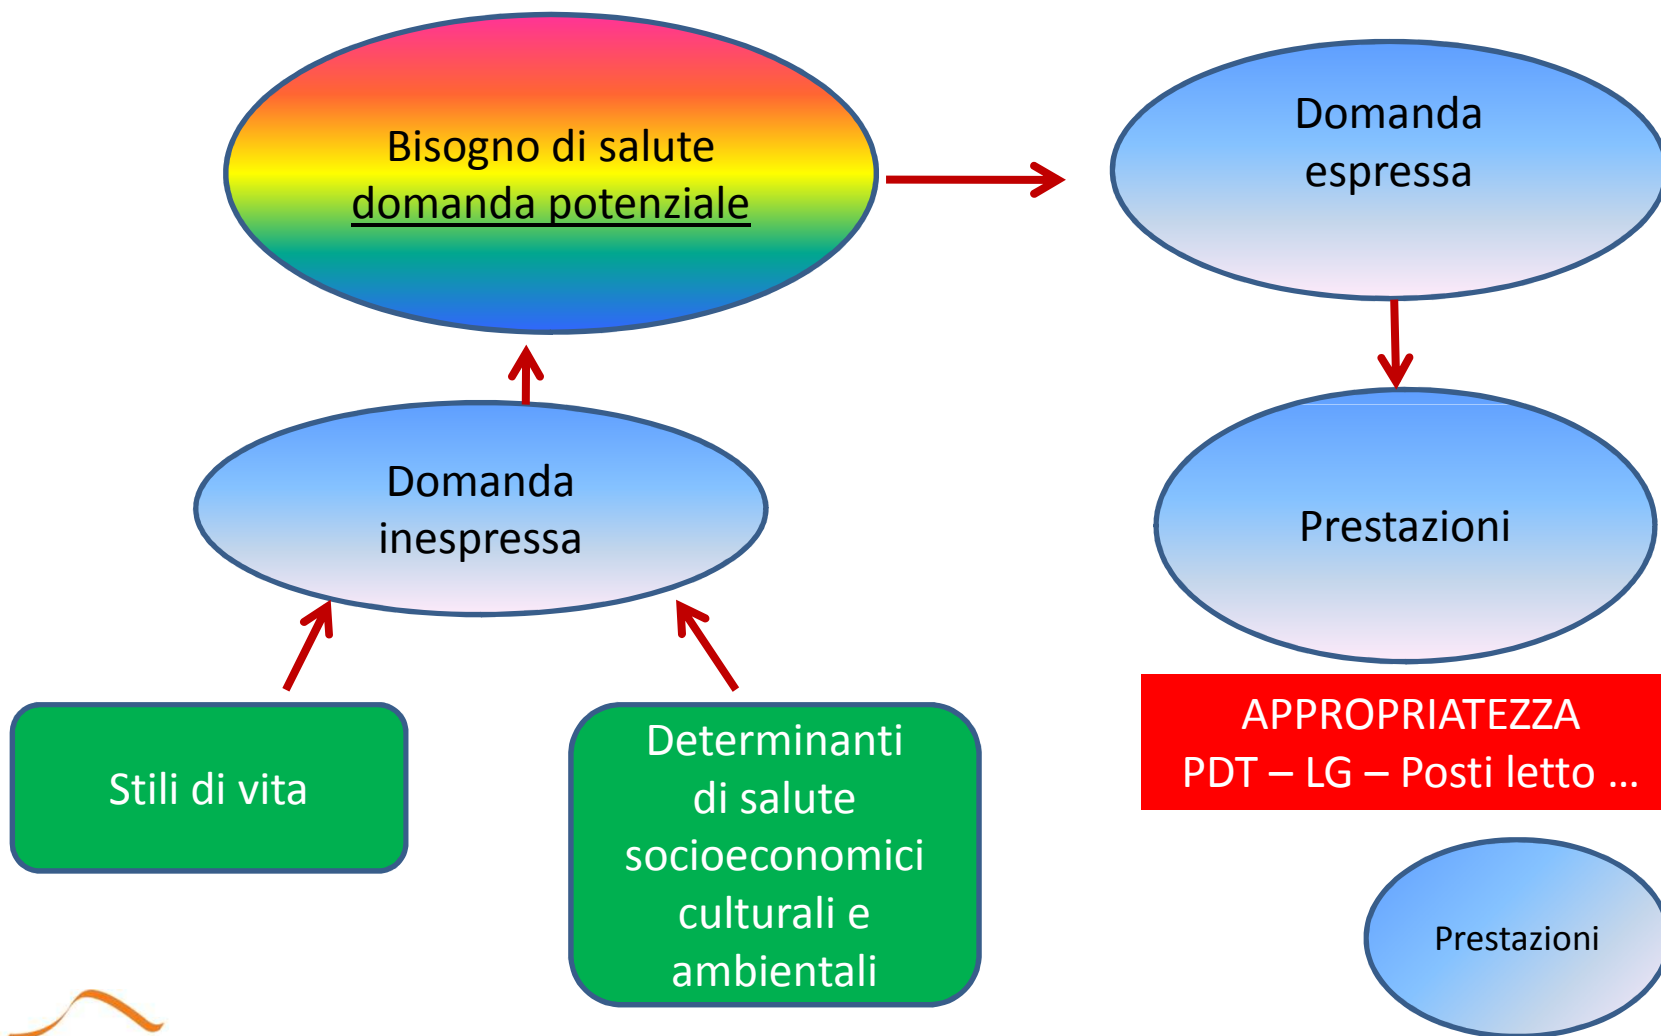 Bisogno di salute
domanda potenziale
Domanda
espressa
Domanda
inespressa
Prestazioni
Stili di vita
Determinanti
di salute
socioeconomici
culturali e
ambientali
APPROPRIATEZZA
PDT – LG – Posti letto ...
Prestazioni